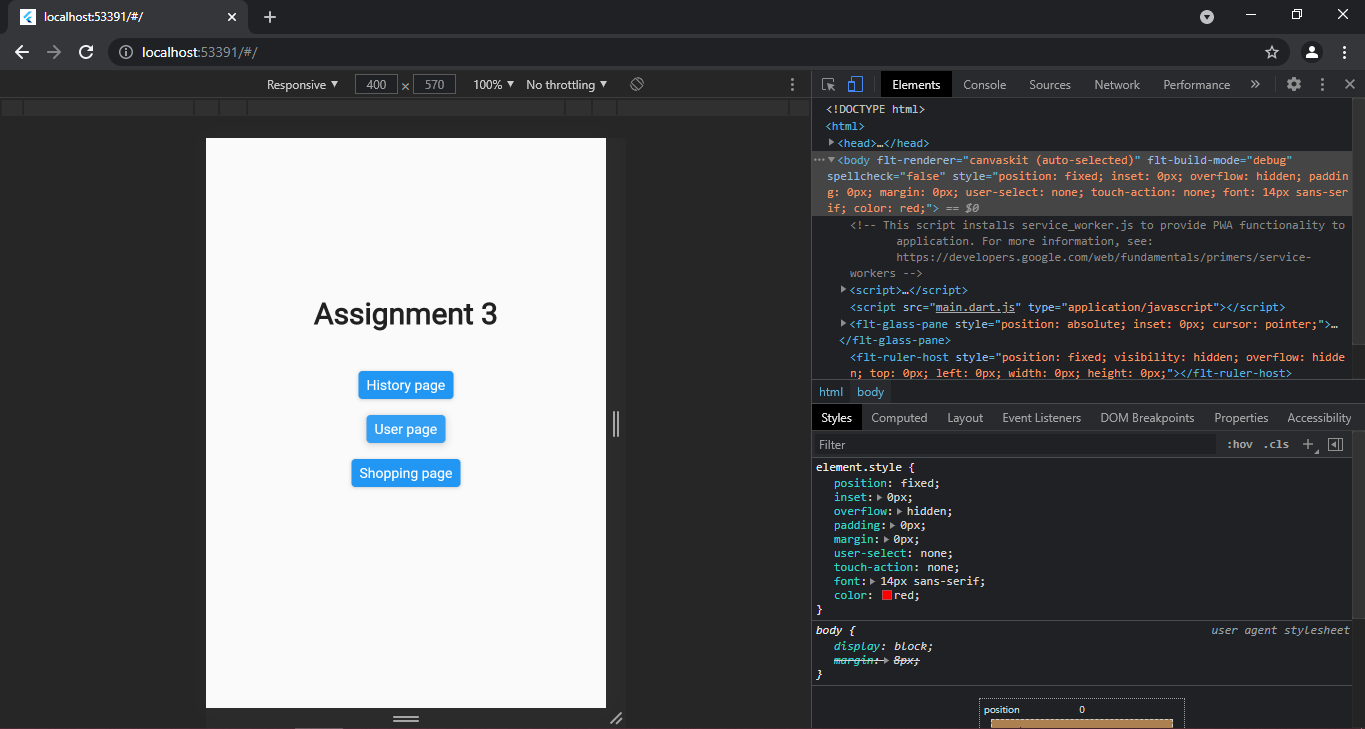 localhost:53391/#/
localhost:53391/#/
Responsive 400 × 570 100% No throttling
Elements Console Sources Network Performance »
Assignment 3
History page
User page
Shopping page
<!DOCTYPE html>
<html>
<head>…</head>
<body flt-renderer="canvaskit (auto-selected)" flt-build-mode="debug"
spellcheck="false" style="position: fixed; inset: 0px; overflow: hidden; paddin
g: 0px; margin: 0px; user-select: none; touch-action: none; font: 14px sans-ser
if; color: red;"> == $0
<!-- This script installs service_worker.js to provide PWA functionality to
application. For more information, see:
https://developers.google.com/web/fundamentals/primers/service-
workers -->
<script>…</script>
<script src="main.dart.js" type="application/javascript"></script>
<flt-glass-pane style="position: absolute; inset: 0px; cursor: pointer;">…
</flt-glass-pane>
<flt-ruler-host style="position: fixed; visibility: hidden; overflow: hidde
n; top: 0px; left: 0px; width: 0px; height: 0px;"></flt-ruler-host>
html body
Styles Computed Layout Event Listeners DOM Breakpoints Properties Accessibility
Filter :hov .cls +
element.style {
position: fixed;
inset: 0px;
overflow: hidden;
padding: 0px;
margin: 0px;
user-select: none;
touch-action: none;
font: 14px sans-serif;
color: red;
}
body { user agent stylesheet
display: block;
margin: 8px;
}
position 0